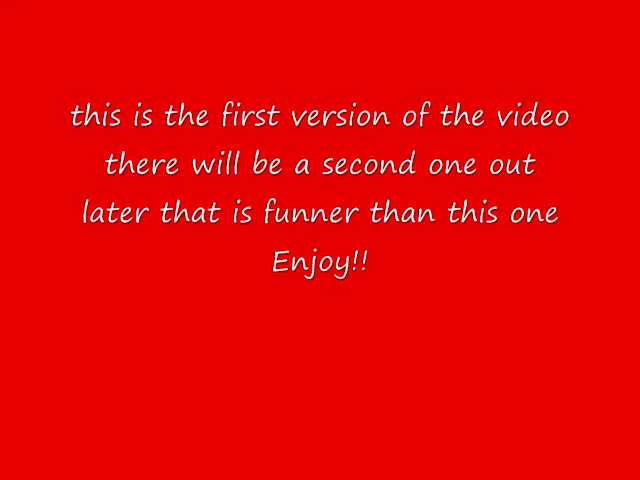 this is the first version of the video
there will be a second one out
later that is funner than this one
Enjoy!!